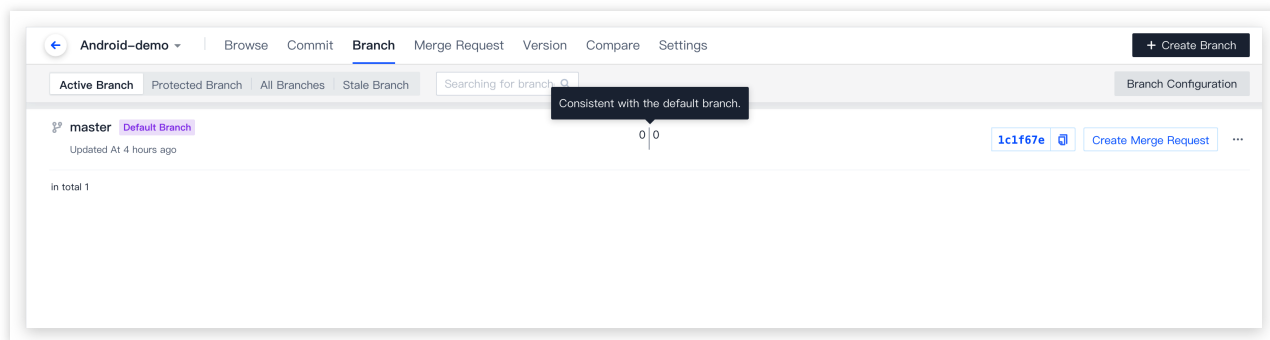 Android-demo Browse Commit Branch Merge Request Version Compare Settings + Create Branch
Active Branch Protected Branch All Branches Stale Branch Searching for branch Branch Configuration
Consistent with the default branch.
master Default Branch 0 0 1c1f67e Create Merge Request ...
Updated At 4 hours ago
in total 1